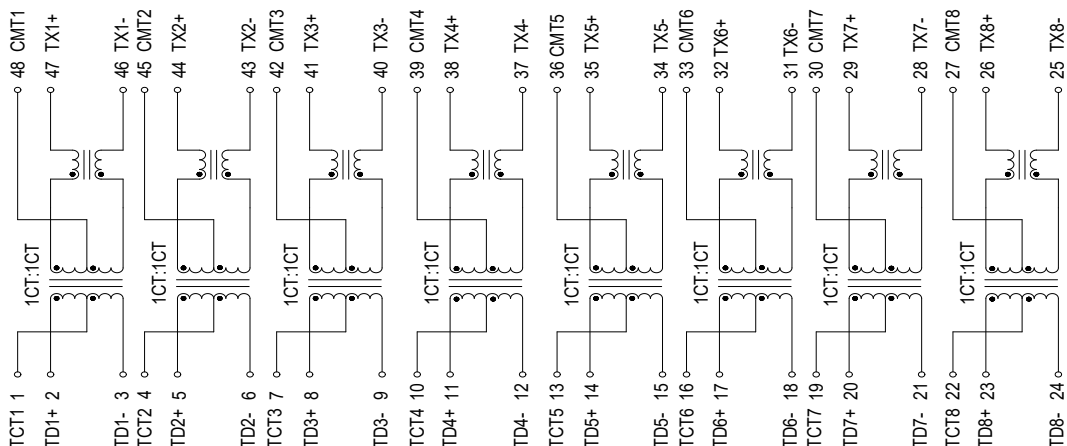 48 CMT1
47 TX1+
46 TX1-
45 CMT2
44 TX2+
43 TX2-
42 CMT3
41 TX3+
40 TX3-
39 CMT4
38 TX4+
37 TX4-
36 CMT5
35 TX5+
34 TX5-
33 CMT6
32 TX6+
31 TX6-
30 CMT7
29 TX7+
28 TX7-
27 CMT8
26 TX8+
25 TX8-
1CT:1CT
1CT:1CT
1CT:1CT
1CT:1CT
1CT:1CT
1CT:1CT
1CT:1CT
1CT:1CT
TCT1 1
TD1+ 2
TD1- 3
TCT2 4
TD2+ 5
TD2- 6
TCT3 7
TD3+ 8
TD3- 9
TCT4 10
TD4+ 11
TD4- 12
TCT5 13
TD5+ 14
TD5- 15
TCT6 16
TD6+ 17
TD6- 18
TCT7 19
TD7+ 20
TD7- 21
TCT8 22
TD8+ 23
TD8- 24